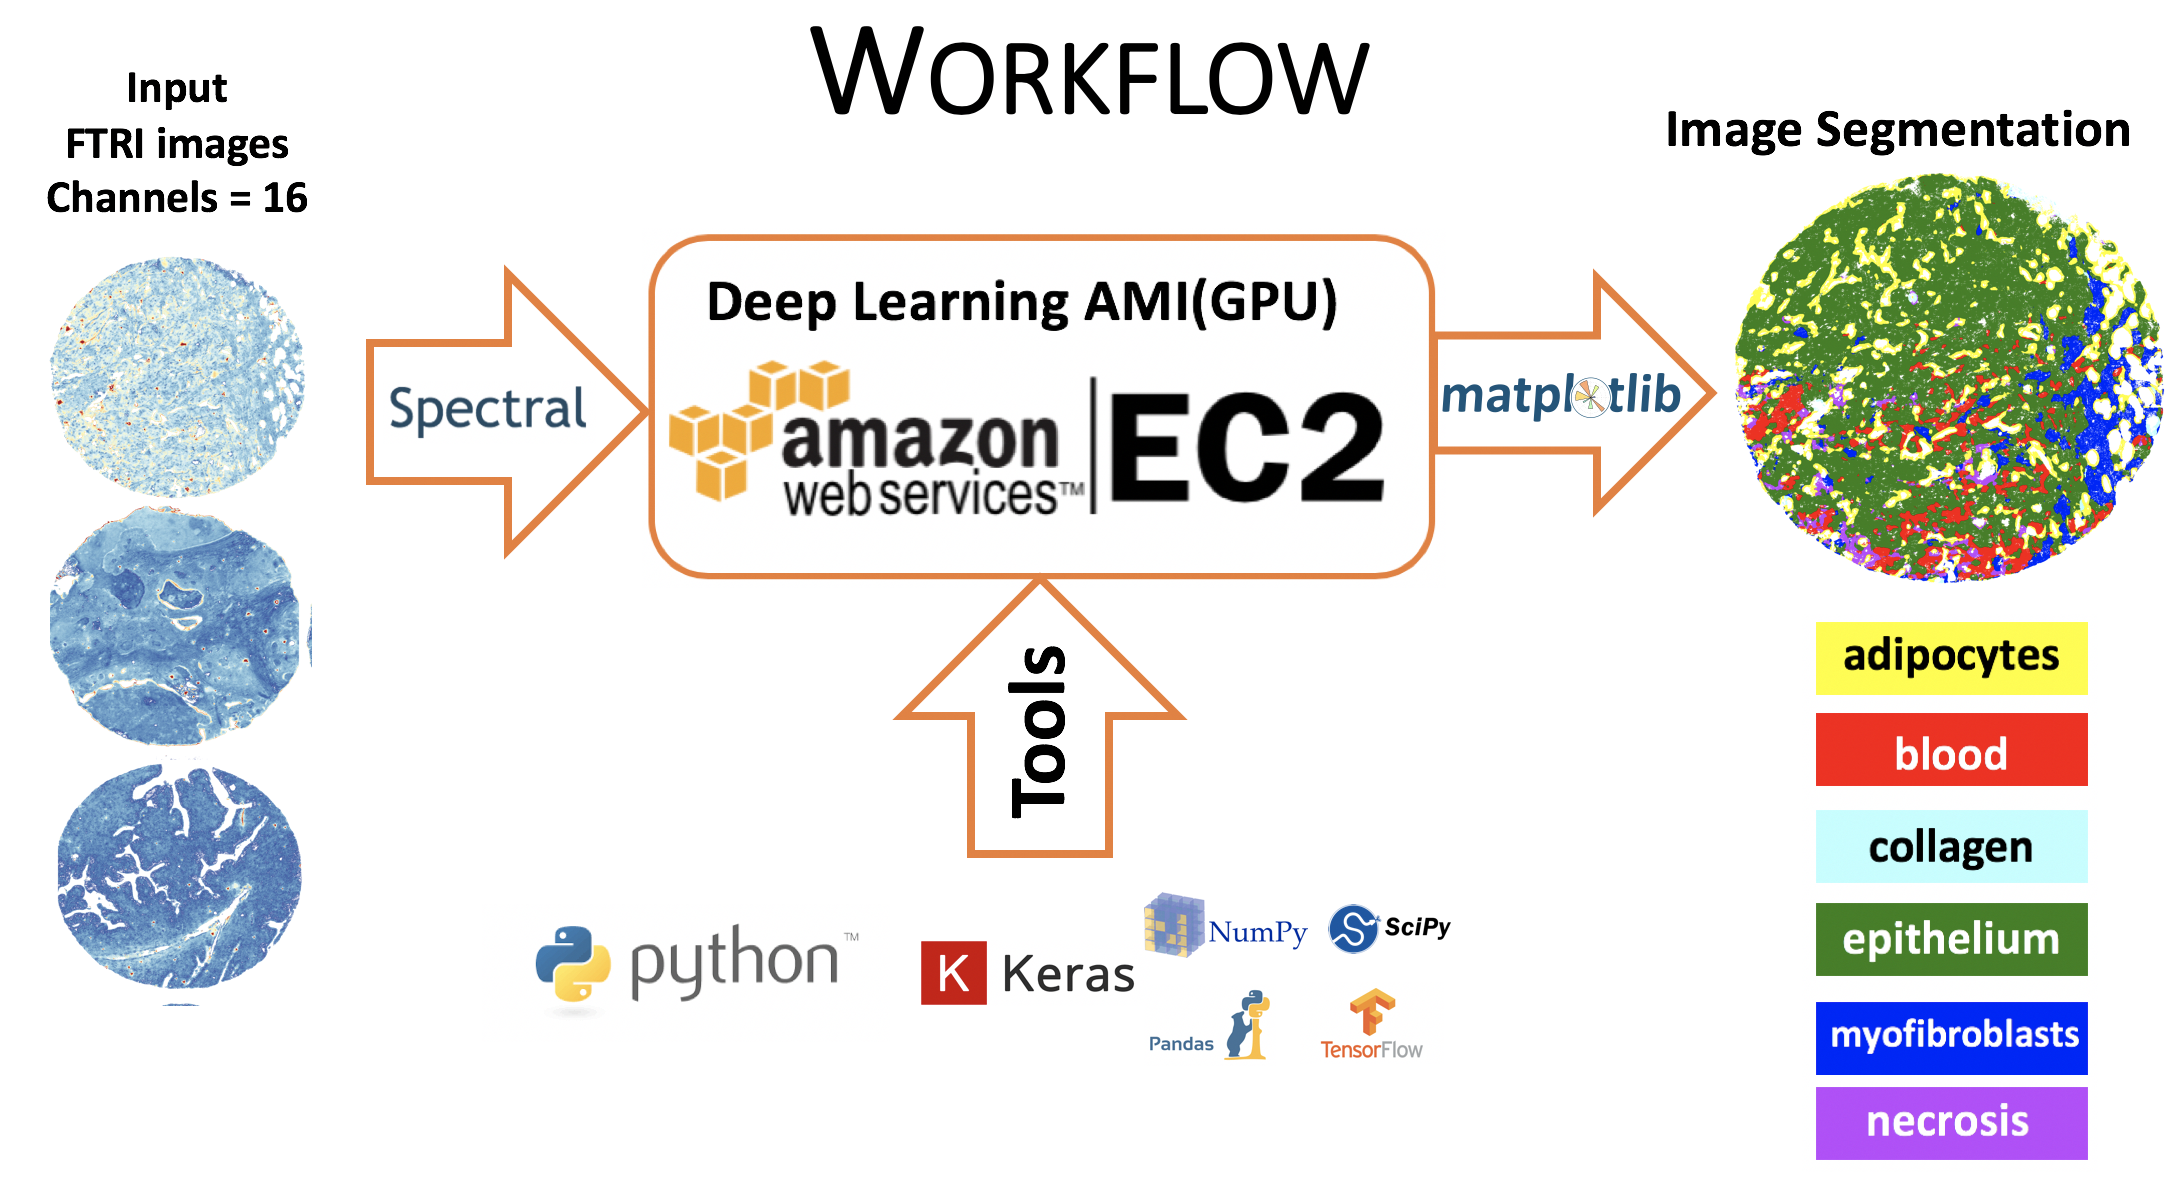 WORKFLOW
Input
FTRI images
Channels = 16
Spectral
Deep Learning AMI(GPU)
amazon
web services™
EC2
matplotlib
Image Segmentation
Tools
python™
K Keras
NumPy
SciPy
Pandas
TensorFlow
adipocytes
blood
collagen
epithelium
myofibroblasts
necrosis